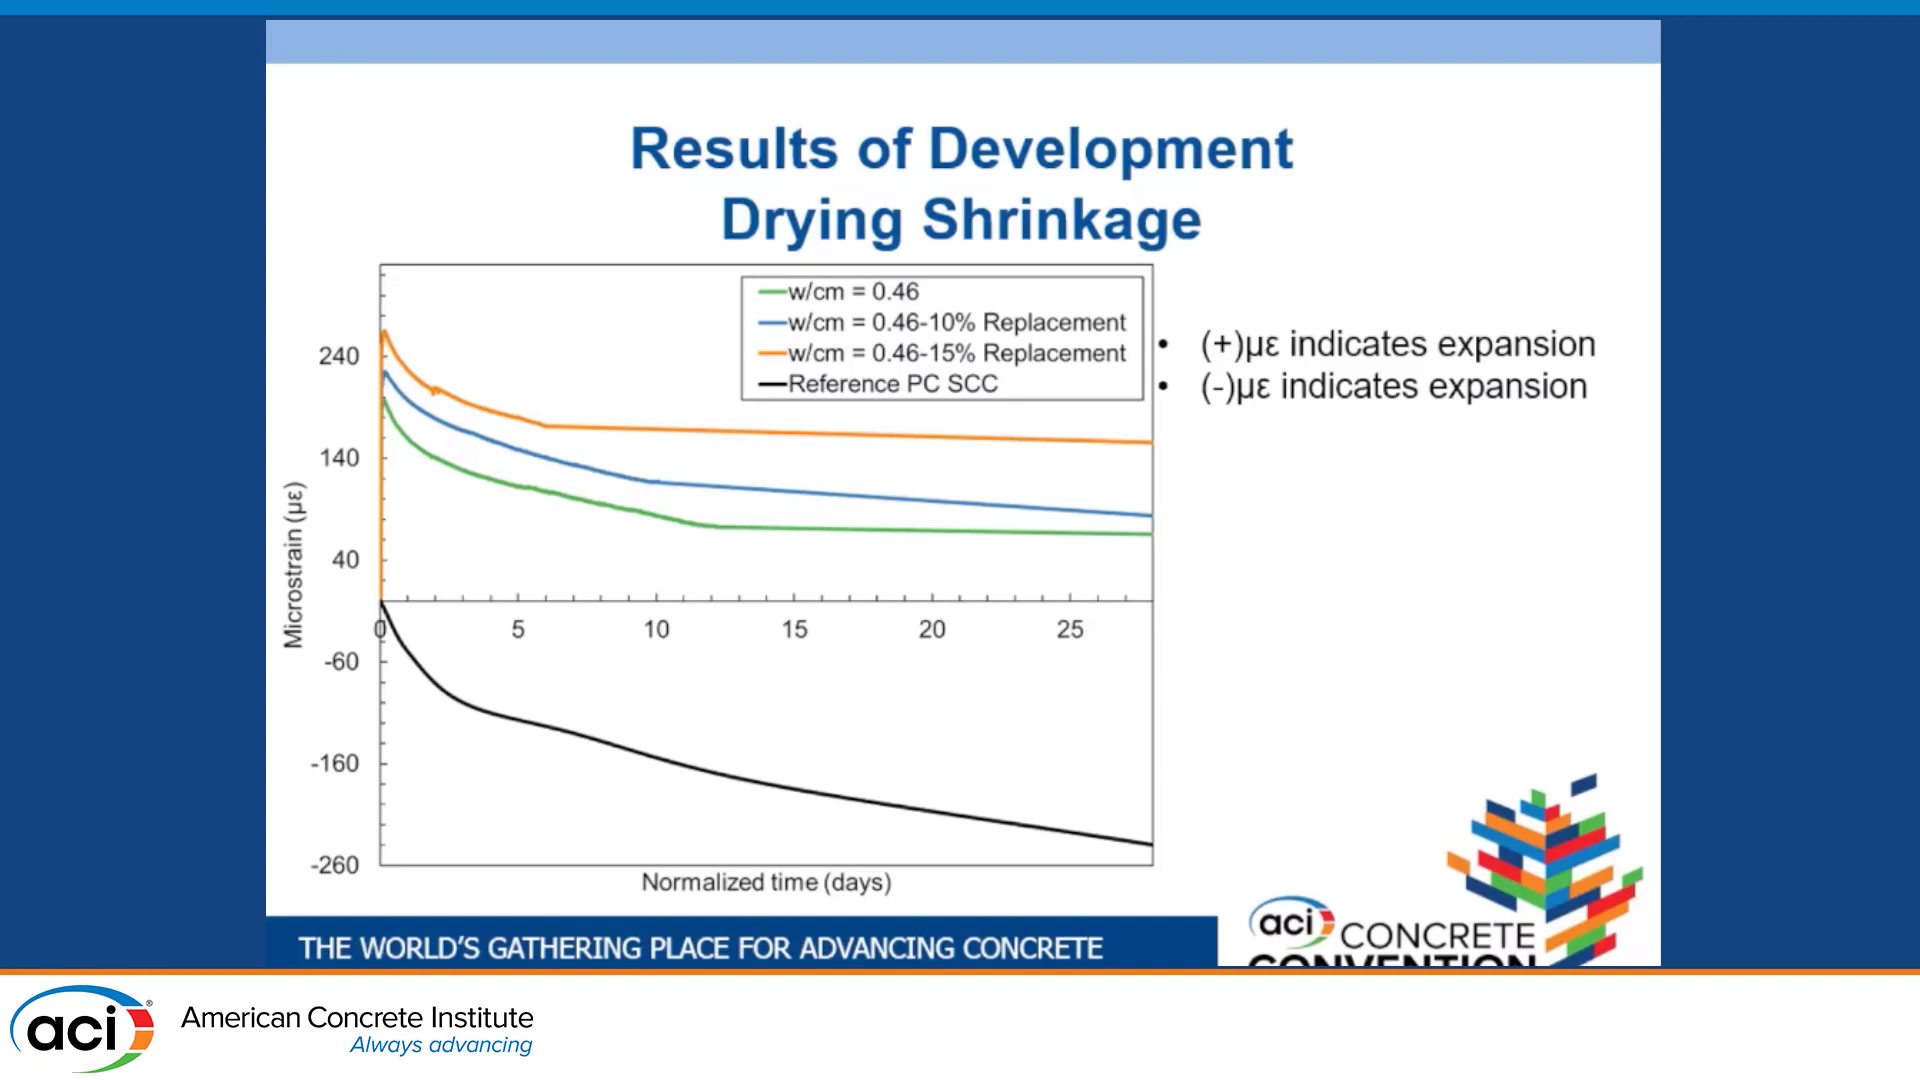 Results of Development
Drying Shrinkage
w/cm = 0.46
w/cm = 0.46-10% Replacement
w/cm = 0.46-15% Replacement
Reference PC SCC
• (+)με indicates expansion
• (-)με indicates expansion
Microstrain (με)
240
140
40
-60
-160
-260
0 5 10 15 20 25
Normalized time (days)
THE WORLD'S GATHERING PLACE FOR ADVANCING CONCRETE
aci CONCRETE
CONVENTION
aci®
American Concrete Institute
Always advancing